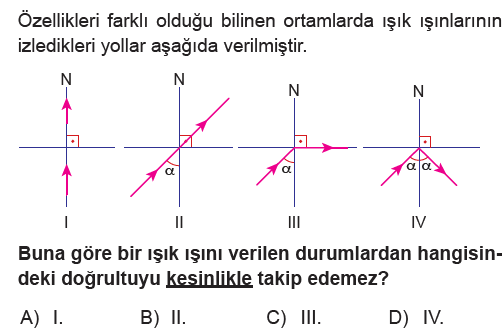 Özellikleri farklı olduğu bilinen ortamlarda ışık ışınlarının
izledikleri yollar aşağıda verilmiştir.
N N N N
α α α α
I II III IV
Buna göre bir ışık ışını verilen durumlardan hangisin-
deki doğrultuyu kesinlikle takip edemez?
A) I. B) II. C) III. D) IV.